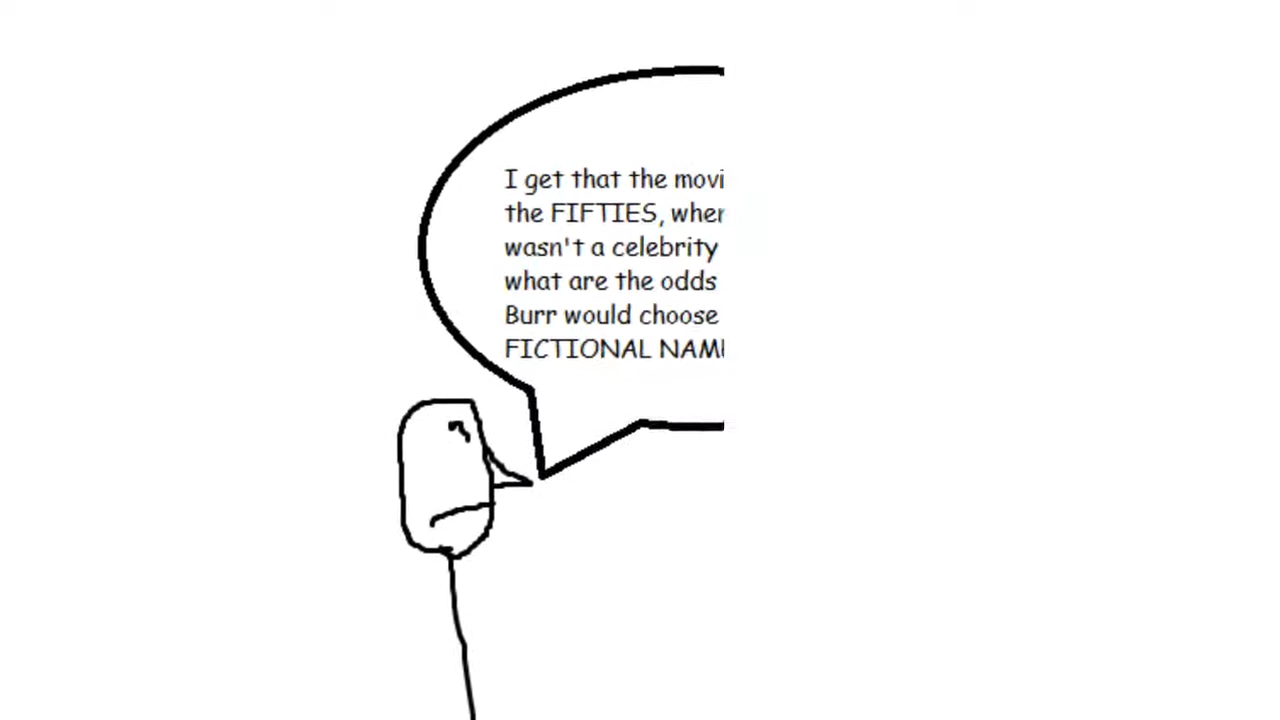 I get that the movi
the FIFTIES, wher
wasn't a celebrity
what are the odds
Burr would choose
FICTIONAL NAM